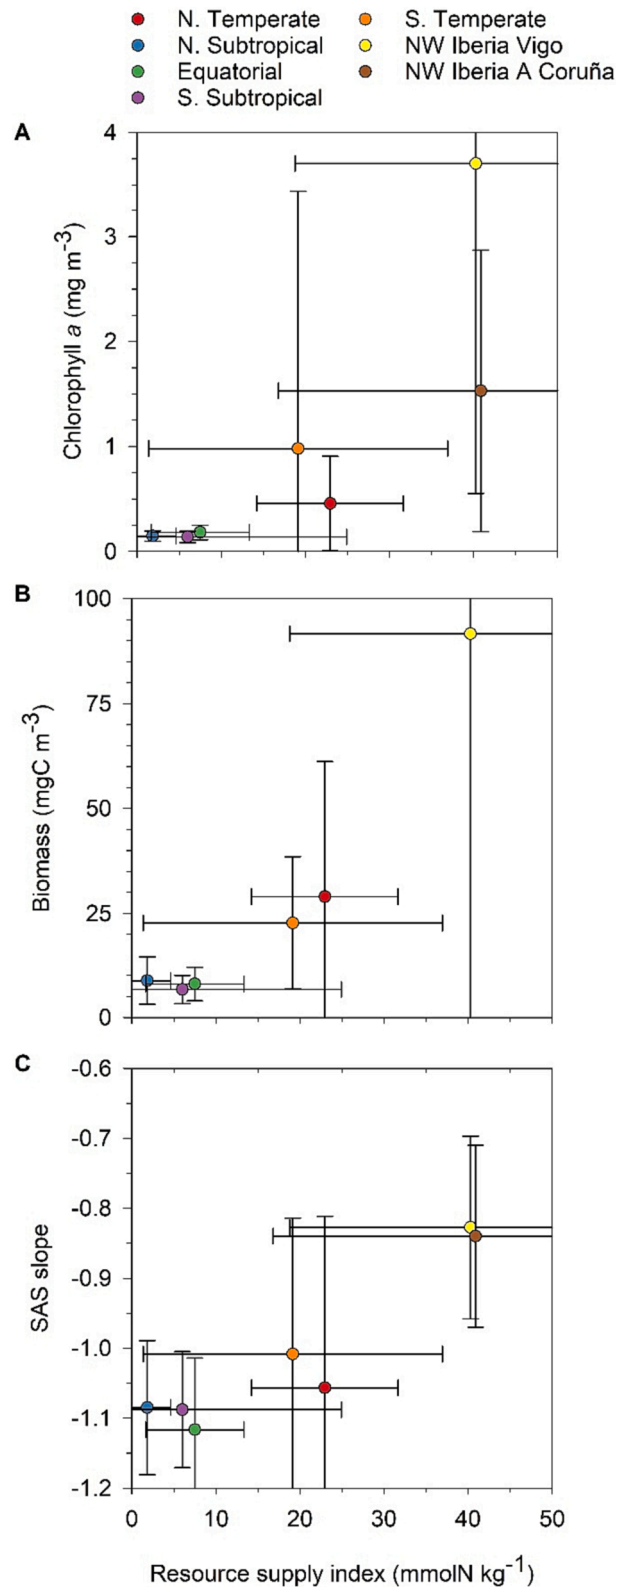 N. Temperate S. Temperate
N. Subtropical NW Iberia Vigo
Equatorial NW Iberia A Coruña
S. Subtropical
A
4
3
2
1
0
Chlorophyll a (mg m-3)
B
100
75
50
25
0
Biomass (mgC m-3)
C
-0.6
-0.7
-0.8
-0.9
-1.0
-1.1
-1.2
SAS slope
0 10 20 30 40 50
Resource supply index (mmolN kg-1)